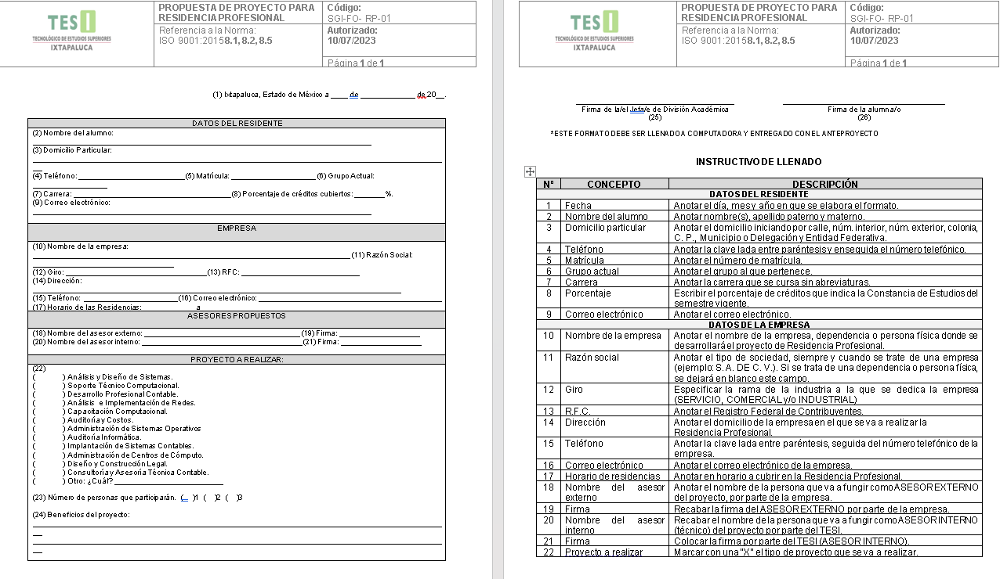 TESI
TECNOLÓGICO DE ESTUDIOS SUPERIORES
IXTAPALUCA
PROPUESTA DE PROYECTO PARA
RESIDENCIA PROFESIONAL
Referencia a la Norma:
ISO 9001:2015 8.1, 8.2, 8.5
Código:
SGI-FO- RP-01
Autorizado:
10/07/2023
Página 1 de 1
(1) Ixtapaluca, Estado de México a ____ de ______________ de 20__.
DATOS DEL RESIDENTE
(2) Nombre del alumno:
(3) Domicilio Particular:
(4) Teléfono: ____________ (5) Matrícula: ____________ (6) Grupo Actual:
(7) Carrera: ____________ (8) Porcentaje de créditos cubiertos: _______%.
(9) Correo electrónico:
EMPRESA
(10) Nombre de la empresa:
____________ (11) Razón Social:
(12) Giro: ____________ (13) RFC: ____________
(14) Dirección:
(15) Teléfono: ____________ (16) Correo electrónico: ____________
(17) Horario de las Residencias: ____________ a
ASESORES PROPUESTOS
(18) Nombre del asesor externo: ____________ (19) Firma: ____________
(20) Nombre del asesor interno: ____________ (21) Firma: ____________
PROYECTO A REALIZAR:
(22)
( ) Análisis y Diseño de Sistemas.
( ) Soporte Técnico Computacional.
( ) Desarrollo Profesional Contable.
( ) Análisis e Implementación de Redes.
( ) Capacitación Computacional.
( ) Auditoría y Costos.
( ) Administración de Sistemas Operativos
( ) Auditoría Informática.
( ) Implantación de Sistemas Contables.
( ) Administración de Centros de Cómputo.
( ) Diseño y Construcción Legal.
( ) Consultoría y Asesoría Técnica Contable.
( ) Otro: ¿Cuál? ____________
(23) Número de personas que participarán. (__ )1 ( )2 ( )3
(24) Beneficios del proyecto:
TESI
TECNOLÓGICO DE ESTUDIOS SUPERIORES
IXTAPALUCA
PROPUESTA DE PROYECTO PARA
RESIDENCIA PROFESIONAL
Referencia a la Norma:
ISO 9001:2015 8.1, 8.2, 8.5
Código:
SGI-FO- RP-01
Autorizado:
10/07/2023
Página 1 de 1
Firma de la/el Jefa/e de División Académica
(25)
Firma de la alumna/o
(26)
*ESTE FORMATO DEBE SER LLENADO A COMPUTADORA Y ENTREGADO CON EL ANTEPROYECTO
INSTRUCTIVO DE LLENADO
N° CONCEPTO DESCRIPCIÓN
DATOS DEL RESIDENTE
1 Fecha Anotar el día, mes y año en que se elabora el formato.
2 Nombre del alumno Anotar nombre(s), apellido paterno y materno.
3 Domicilio particular Anotar el domicilio iniciando por calle, núm. interior, núm. exterior, colonia,
C. P., Municipio o Delegación y Entidad Federativa.
4 Teléfono Anotar la clave lada entre paréntesis y enseguida el número telefónico.
5 Matrícula Anotar el número de matrícula.
6 Grupo actual Anotar el grupo al que pertenece.
7 Carrera Anotar la carrera que se cursa sin abreviaturas.
8 Porcentaje Escribir el porcentaje de créditos que indica la Constancia de Estudios del
semestre vigente.
9 Correo electrónico Anotar el correo electrónico.
DATOS DE LA EMPRESA
10 Nombre de la empresa Anotar el nombre de la empresa, dependencia o persona física donde se
desarrollará el proyecto de Residencia Profesional.
11 Razón social Anotar el tipo de sociedad, siempre y cuando se trate de una empresa
(ejemplo: S. A. DE C. V.). Si se trata de una dependencia o persona física,
se dejará en blanco este campo.
12 Giro Especificar la rama de la industria a la que se dedica la empresa
(SERVICIO, COMERCIAL y/o INDUSTRIAL)
13 R.F.C. Anotar el Registro Federal de Contribuyentes.
14 Dirección Anotar el domicilio de la empresa en el que se va a realizar la
Residencia Profesional.
15 Teléfono Anotar la clave lada entre paréntesis, seguida del número telefónico de la
empresa.
16 Correo electrónico Anotar el correo electrónico de la empresa.
17 Horario de residencias Anotar en horario a cubrir en la Residencia Profesional.
18 Nombre del asesor Anotar el nombre de la persona que va a fungir como ASESOR EXTERNO
externo del proyecto, por parte de la empresa.
19 Firma Recabar la firma del ASESOR EXTERNO por parte de la empresa.
20 Nombre del asesor Recabar el nombre de la persona que va a fungir como ASESOR INTERNO
interno (técnico) del proyecto por parte del TESI.
21 Firma Colocar la firma por parte del TESI (ASESOR INTERNO).
22 Proyecto a realizar Marcar con una "X" el tipo de proyecto que se va a realizar.